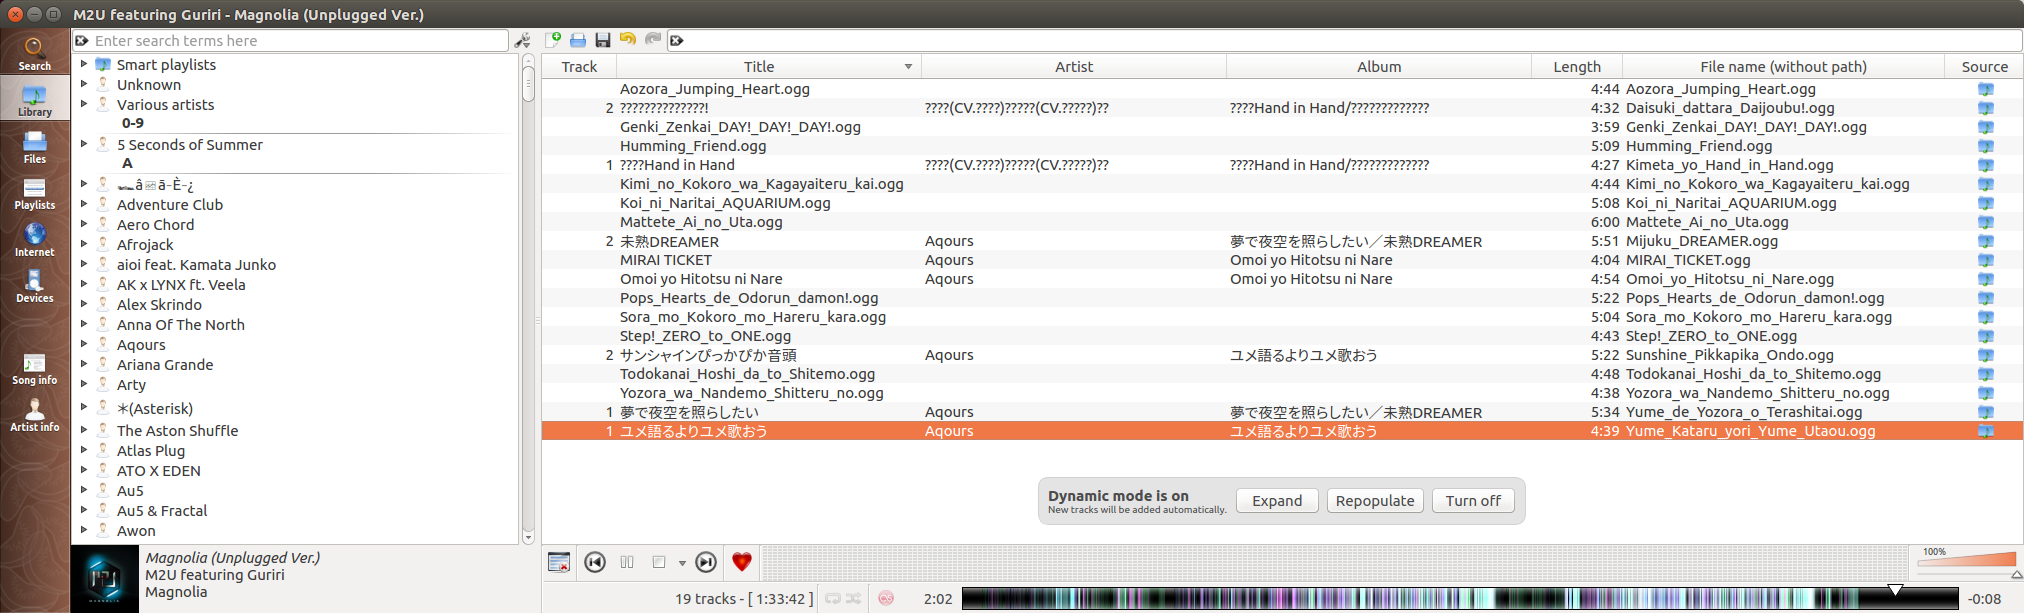 M2U featuring Guriri - Magnolia (Unplugged Ver.)
Search
Library
Files
Playlists
Internet
Devices
Song info
Artist info
Enter search terms here
Smart playlists
Unknown
Various artists
0-9
5 Seconds of Summer
A
Adventure Club
Aero Chord
Afrojack
aioi feat. Kamata Junko
AK x LYNX ft. Veela
Alex Skrindo
Anna Of The North
Aqours
Ariana Grande
Arty
＊(Asterisk)
The Aston Shuffle
Atlas Plug
ATO X EDEN
Au5
Au5 & Fractal
Awon
Track Title Artist Album Length File name (without path) Source
Aozora_Jumping_Heart.ogg 4:44 Aozora_Jumping_Heart.ogg
2 ??????????????! ????(CV.????)?????(CV.?????)?? ????Hand in Hand/????????????? 4:32 Daisuki_dattara_Daijoubu!.ogg
Genki_Zenkai_DAY!_DAY!_DAY!.ogg 3:59 Genki_Zenkai_DAY!_DAY!_DAY!.ogg
Humming_Friend.ogg 5:09 Humming_Friend.ogg
1 ????Hand in Hand ????(CV.????)?????(CV.?????)?? ????Hand in Hand/????????????? 4:27 Kimeta_yo_Hand_in_Hand.ogg
Kimi_no_Kokoro_wa_Kagayaiteru_kai.ogg 4:44 Kimi_no_Kokoro_wa_Kagayaiteru_kai.ogg
Koi_ni_Naritai_AQUARIUM.ogg 5:08 Koi_ni_Naritai_AQUARIUM.ogg
Mattete_Ai_no_Uta.ogg 6:00 Mattete_Ai_no_Uta.ogg
2 未熟DREAMER Aqours 夢で夜空を照らしたい／未熟DREAMER 5:51 Mijuku_DREAMER.ogg
MIRAI TICKET Aqours Omoi yo Hitotsu ni Nare 4:04 MIRAI_TICKET.ogg
Omoi yo Hitotsu ni Nare Aqours Omoi yo Hitotsu ni Nare 4:54 Omoi_yo_Hitotsu_ni_Nare.ogg
Pops_Hearts_de_Odorun_damon!.ogg 5:22 Pops_Hearts_de_Odorun_damon!.ogg
Sora_mo_Kokoro_mo_Hareru_kara.ogg 5:04 Sora_mo_Kokoro_mo_Hareru_kara.ogg
Step!_ZERO_to_ONE.ogg 4:43 Step!_ZERO_to_ONE.ogg
2 サンシャインぴっかぴか音頭 Aqours ユメ語るよりユメ歌おう 5:22 Sunshine_Pikkapika_Ondo.ogg
Todokanai_Hoshi_da_to_Shitemo.ogg 4:48 Todokanai_Hoshi_da_to_Shitemo.ogg
Yozora_wa_Nandemo_Shitteru_no.ogg 4:38 Yozora_wa_Nandemo_Shitteru_no.ogg
1 夢で夜空を照らしたい Aqours 夢で夜空を照らしたい／未熟DREAMER 5:34 Yume_de_Yozora_o_Terashitai.ogg
1 ユメ語るよりユメ歌おう Aqours ユメ語るよりユメ歌おう 4:39 Yume_Kataru_yori_Yume_Utaou.ogg
Dynamic mode is on
New tracks will be added automatically.
Expand Repopulate Turn off
Magnolia (Unplugged Ver.)
M2U featuring Guriri
Magnolia
100%
19 tracks - [ 1:33:42 ]
2:02
-0:08